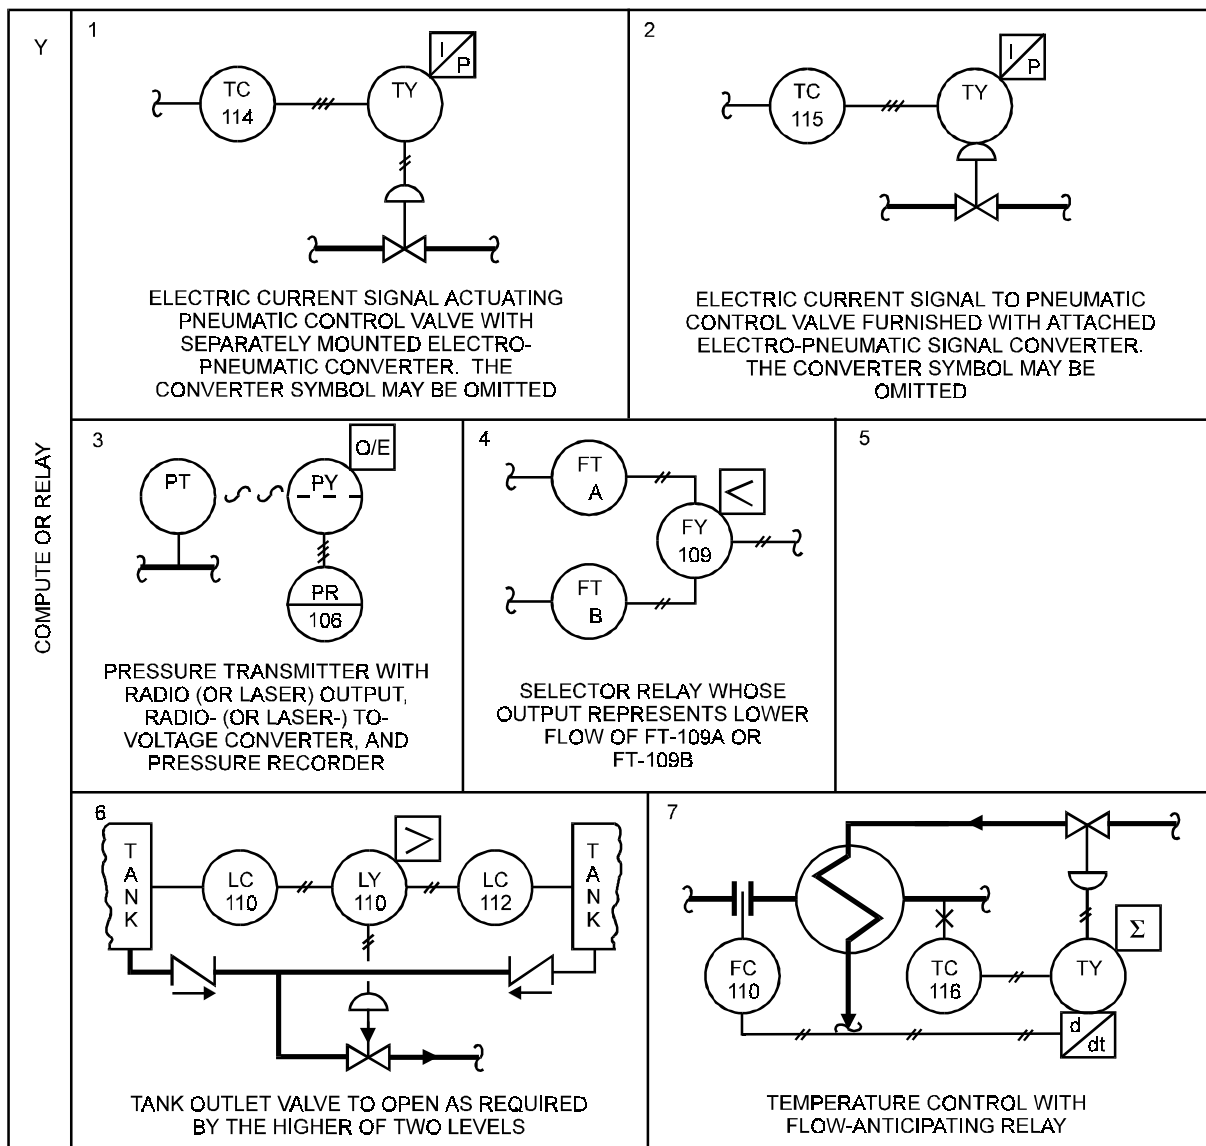 Y
COMPUTE OR RELAY
1
I/P
TC
114
TY
ELECTRIC CURRENT SIGNAL ACTUATING
PNEUMATIC CONTROL VALVE WITH
SEPARATELY MOUNTED ELECTRO-
PNEUMATIC CONVERTER. THE
CONVERTER SYMBOL MAY BE OMITTED
2
I/P
TC
115
TY
ELECTRIC CURRENT SIGNAL TO PNEUMATIC
CONTROL VALVE FURNISHED WITH ATTACHED
ELECTRO-PNEUMATIC SIGNAL CONVERTER.
THE CONVERTER SYMBOL MAY BE
OMITTED
3
O/E
PT
PY
PR
106
PRESSURE TRANSMITTER WITH
RADIO (OR LASER) OUTPUT,
RADIO- (OR LASER-) TO-
VOLTAGE CONVERTER, AND
PRESSURE RECORDER
4
FT
A
<
FY
109
FT
B
SELECTOR RELAY WHOSE
OUTPUT REPRESENTS LOWER
FLOW OF FT-109A OR
FT-109B
5
6
TANK
LC
110
LY
110
>
LC
112
TANK
TANK OUTLET VALVE TO OPEN AS REQUIRED
BY THE HIGHER OF TWO LEVELS
7
FC
110
TC
116
TY
Σ
d/dt
TEMPERATURE CONTROL WITH
FLOW-ANTICIPATING RELAY